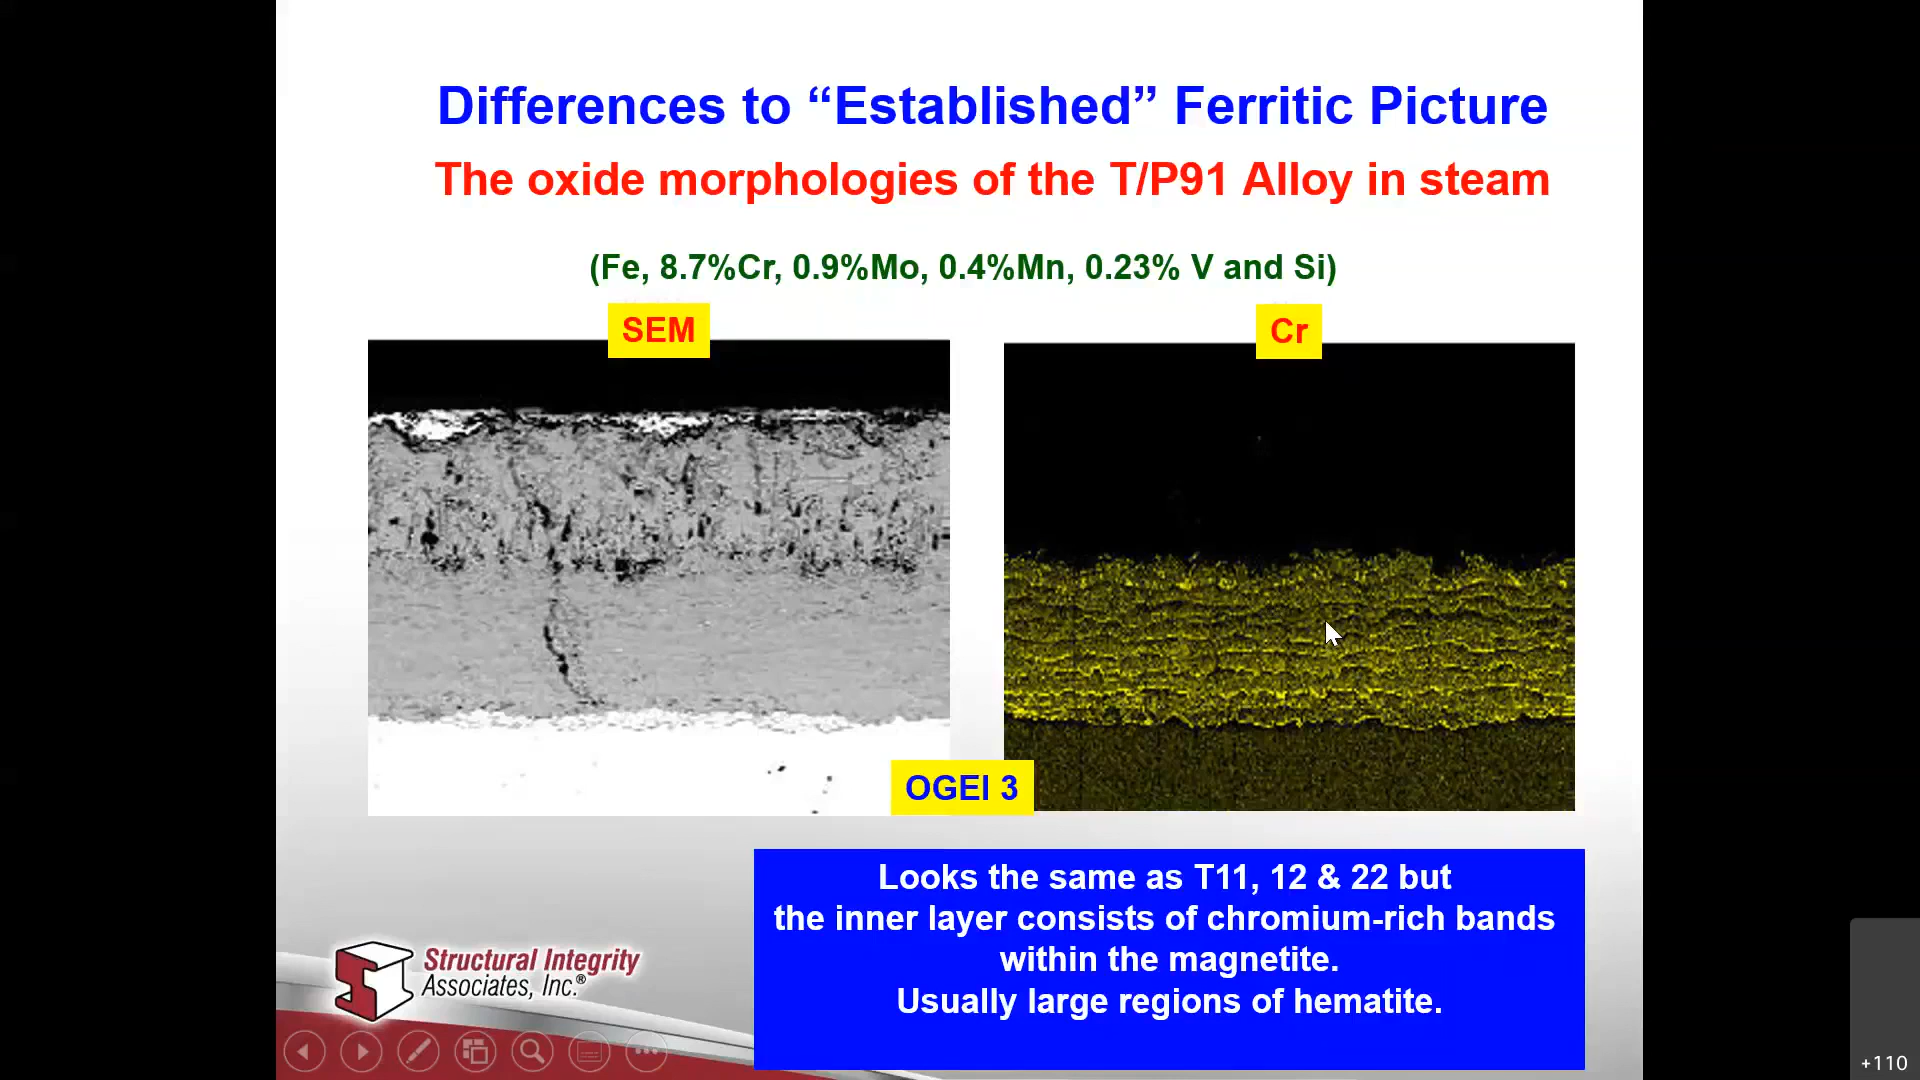 Differences to “Established” Ferritic Picture
The oxide morphologies of the T/P91 Alloy in steam
(Fe, 8.7%Cr, 0.9%Mo, 0.4%Mn, 0.23% V and Si)
SEM
Cr
OGEI 3
Looks the same as T11, 12 & 22 but
the inner layer consists of chromium-rich bands
within the magnetite.
Usually large regions of hematite.
Structural Integrity
Associates, Inc.®
+110